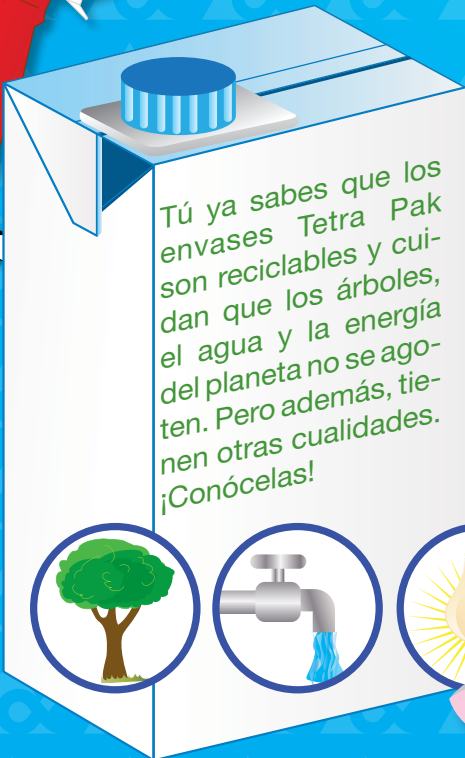 Tú ya sabes que los
envases Tetra Pak
son reciclables y cui-
dan que los árboles,
el agua y la energía
del planeta no se ago-
ten. Pero además, tie-
nen otras cualidades.
¡Conócelas!